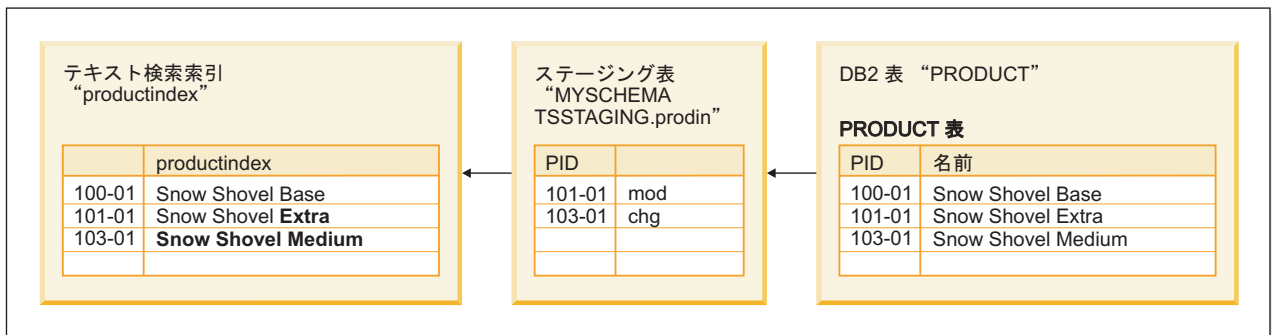 テキスト検索索引
“productindex”
productindex
100-01 Snow Shovel Base
101-01 Snow Shovel Extra
103-01 Snow Shovel Medium
ステージング表
“MYSCHEMA
TSSTAGING.prodin”
PID
101-01 mod
103-01 chg
DB2 表 “PRODUCT”
PRODUCT 表
PID 名前
100-01 Snow Shovel Base
101-01 Snow Shovel Extra
103-01 Snow Shovel Medium